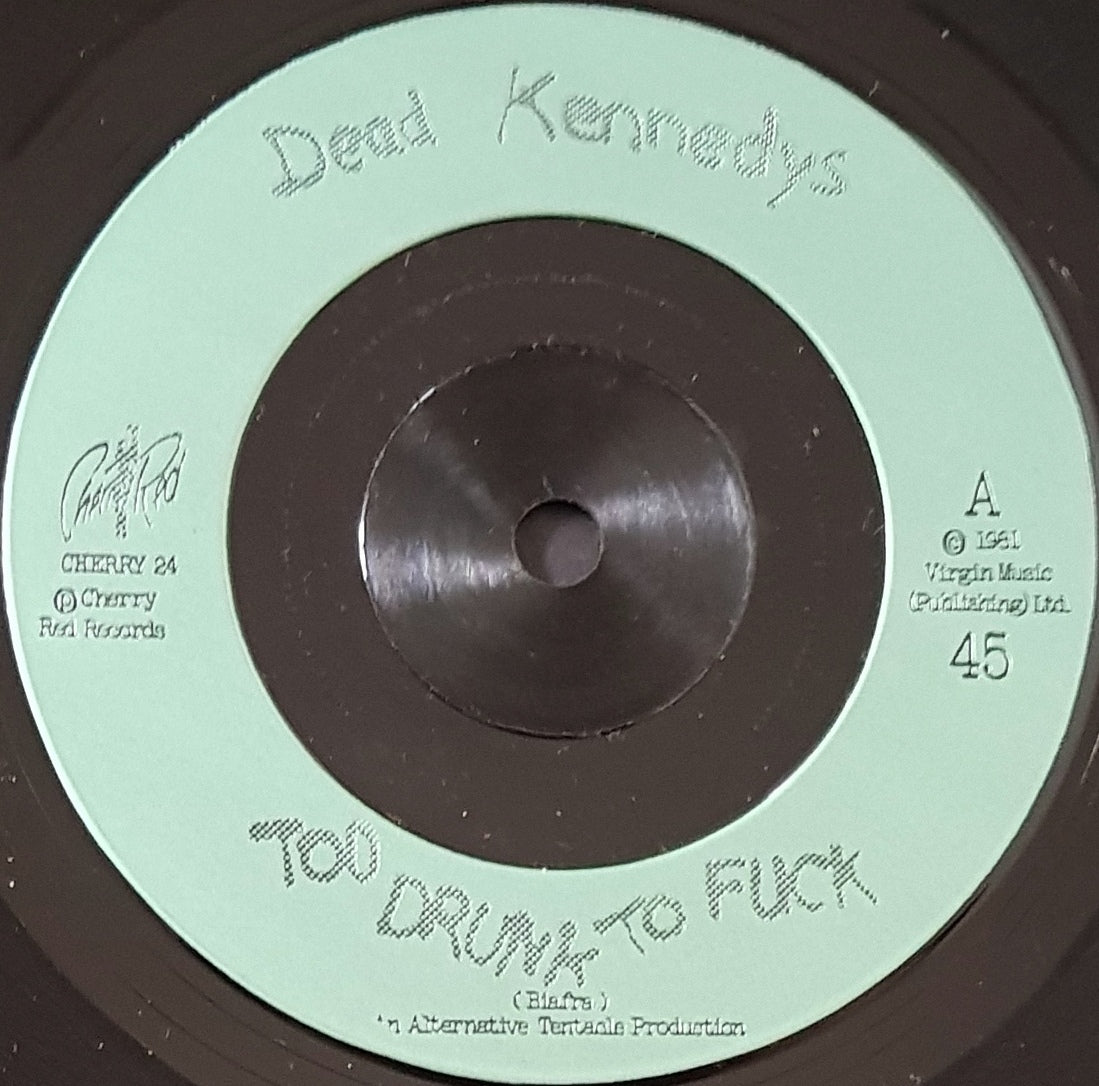 Dead Kennedys
Cherry Red
CHERRY 24
℗ Cherry
Red Records
A
© 1981
Virgin Music
(Publishing) Ltd.
45
TOO DRUNK TO FUCK
(Biafra)
'n Alternative Tentacle Production